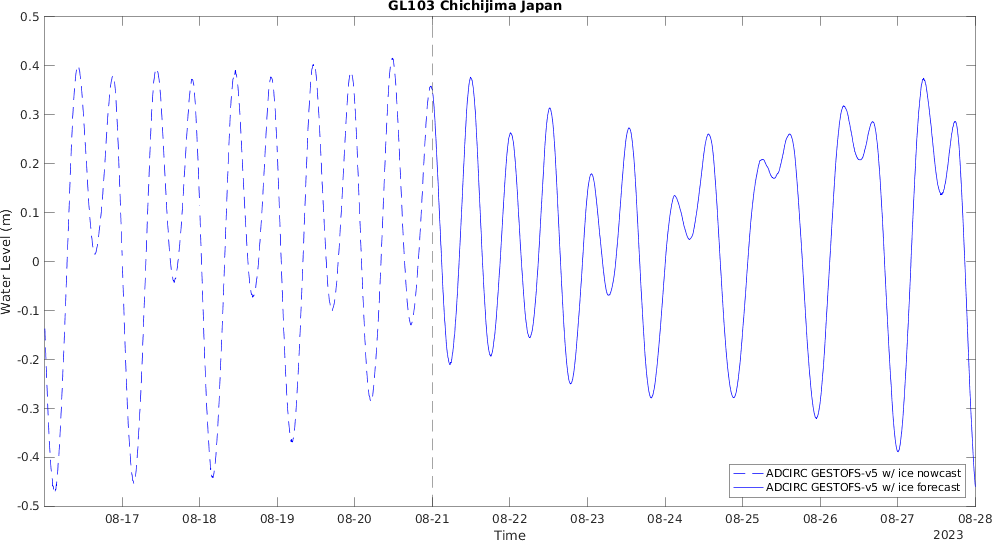 GL103 Chichijima Japan
0.5
0.4
0.3
0.2
0.1
0
-0.1
-0.2
-0.3
-0.4
-0.5
Water Level (m)
ADCIRC GESTOFS-v5 w/ ice nowcast
ADCIRC GESTOFS-v5 w/ ice forecast
08-17 08-18 08-19 08-20 08-21 08-22 08-23 08-24 08-25 08-26 08-27 08-28
Time
2023